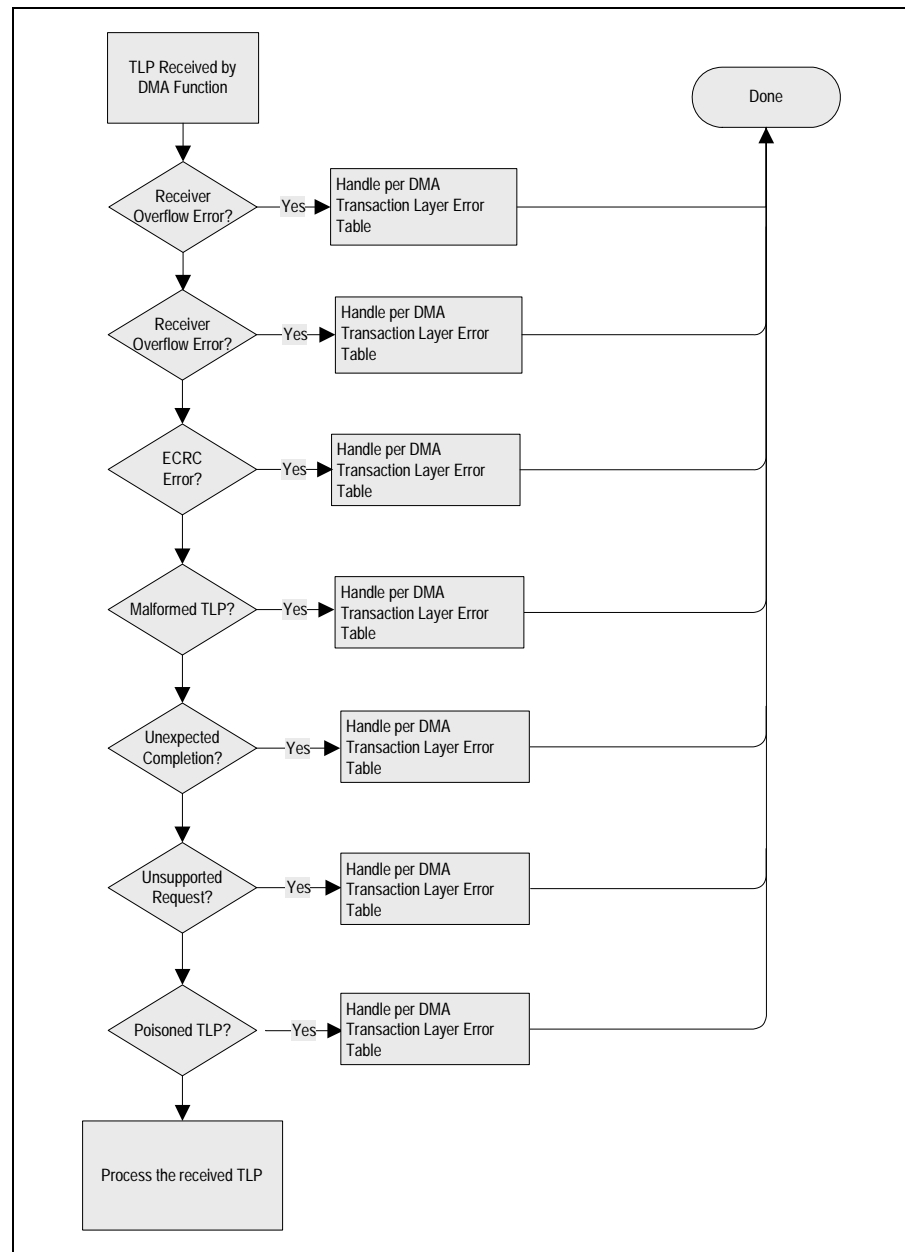 TLP Received by
DMA Function
Done
Receiver
Overflow Error?
Yes
Handle per DMA
Transaction Layer Error
Table
Receiver
Overflow Error?
Yes
Handle per DMA
Transaction Layer Error
Table
ECRC
Error?
Yes
Handle per DMA
Transaction Layer Error
Table
Malformed TLP?
Yes
Handle per DMA
Transaction Layer Error
Table
Unexpected
Completion?
Yes
Handle per DMA
Transaction Layer Error
Table
Unsupported
Request?
Yes
Handle per DMA
Transaction Layer Error
Table
Poisoned TLP?
Yes
Handle per DMA
Transaction Layer Error
Table
Process the received TLP